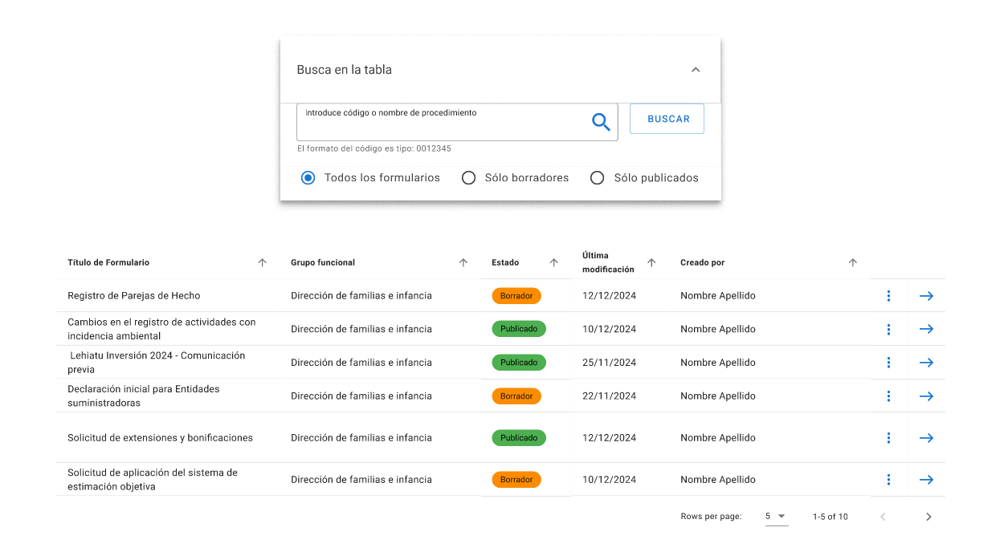 Busca en la tabla
Introduce código o nombre de procedimiento
BUSCAR
El formato del código es tipo: 0012345
Todos los formularios Sólo borradores Sólo publicados
Título de Formulario Grupo funcional Estado Última modificación Creado por
Registro de Parejas de Hecho Dirección de familias e infancia Borrador 12/12/2024 Nombre Apellido
Cambios en el registro de actividades con
incidencia ambiental Dirección de familias e infancia Publicado 10/12/2024 Nombre Apellido
Lehiatu Inversión 2024 - Comunicación
previa Dirección de familias e infancia Publicado 25/11/2024 Nombre Apellido
Declaración inicial para Entidades
suministradoras Dirección de familias e infancia Borrador 22/11/2024 Nombre Apellido
Solicitud de extensiones y bonificaciones Dirección de familias e infancia Publicado 12/12/2024 Nombre Apellido
Solicitud de aplicación del sistema de
estimación objetiva Dirección de familias e infancia Borrador 10/12/2024 Nombre Apellido
Rows per page: 5 1-5 of 10